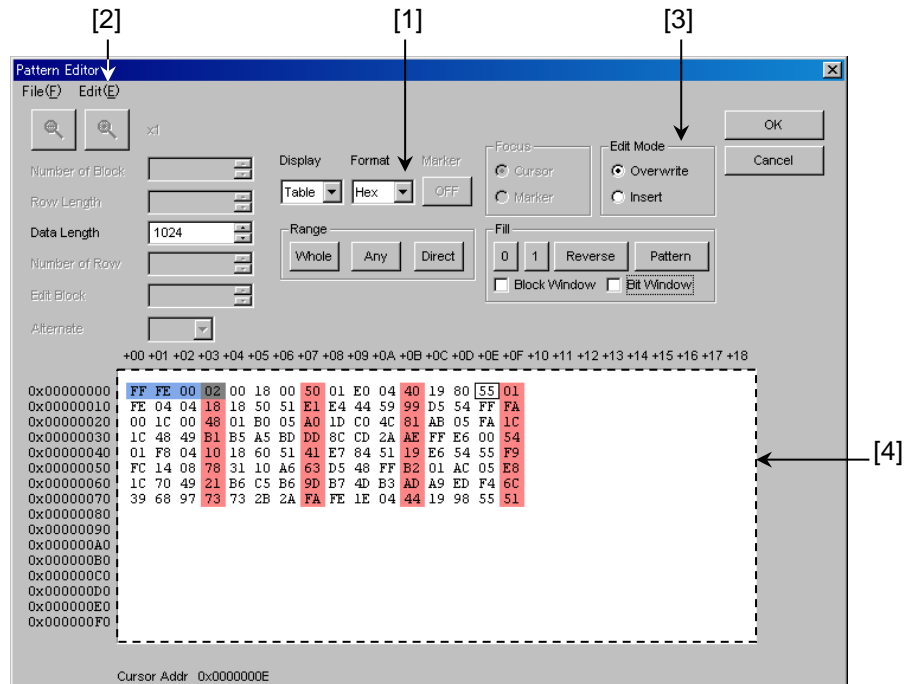 [2] [1] [3]
Pattern Editor
File(F) Edit(E)
x1
OK
Cancel
Number of Block
Row Length
Data Length 1024
Number of Row
Edit Block
Alternate
Display Format Marker
Table Hex OFF
Focus
Cursor
Marker
Edit Mode
Overwrite
Insert
Range
Whole Any Direct
Fill
0 1 Reverse Pattern
Block Window Bit Window
+00 +01 +02 +03 +04 +05 +06 +07 +08 +09 +0A +0B +0C +0D +0E +0F +10 +11 +12 +13 +14 +15 +16 +17 +18
0x00000000 FF FE 00 02 00 18 00 50 01 E0 04 40 19 80 55 01
0x00000010 FE 04 04 18 18 50 51 E1 E4 44 59 99 D5 54 FF FA
0x00000020 00 1C 00 48 01 B0 05 A0 1D C0 4C 81 AB 05 FA 1C
0x00000030 1C 48 49 B1 B5 A5 BD DD 8C CD 2A AE FF E6 00 54
0x00000040 01 F8 04 10 18 60 51 41 E7 84 51 19 E6 54 55 F9
0x00000050 FC 14 08 78 31 10 A6 63 D5 48 FF B2 01 AC 05 E8
0x00000060 1C 70 49 21 B6 C5 B6 9D B7 4D B3 AD A9 ED F4 6C
0x00000070 39 68 97 73 73 2B 2A FA FE 1E 04 44 19 98 55 51
0x00000080
0x00000090
0x000000A0
0x000000B0
0x000000C0
0x000000D0
0x000000E0
0x000000F0
[4]
Cursor Addr 0x0000000E